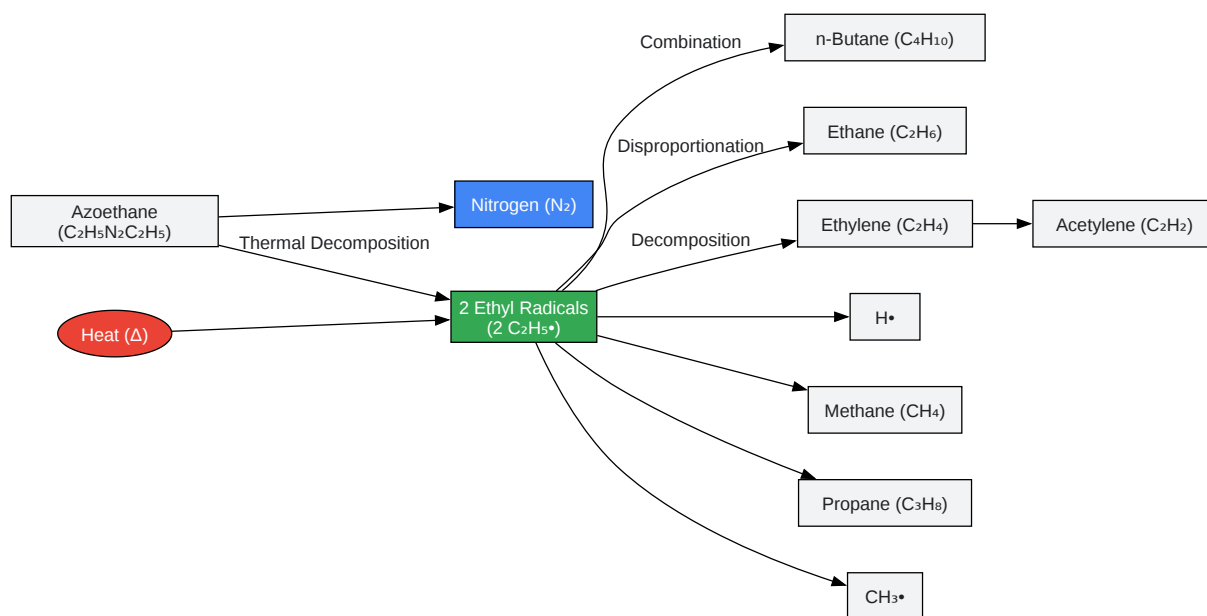 Combination
n-Butane (C₄H₁₀)
Disproportionation
Ethane (C₂H₆)
Azoethane
(C₂H₅N₂C₂H₅)
Nitrogen (N₂)
Thermal Decomposition
Decomposition
Ethylene (C₂H₄)
Acetylene (C₂H₂)
Heat (Δ)
2 Ethyl Radicals
(2 C₂H₅•)
H•
Methane (CH₄)
Propane (C₃H₈)
CH₃•